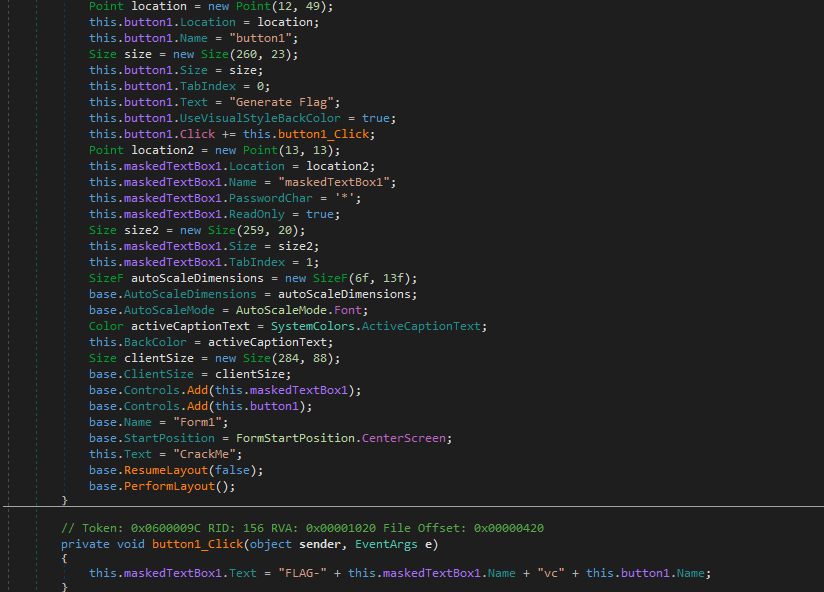 Point location = new Point(12, 49);
this.button1.Location = location;
this.button1.Name = "button1";
Size size = new Size(260, 23);
this.button1.Size = size;
this.button1.TabIndex = 0;
this.button1.Text = "Generate Flag";
this.button1.UseVisualStyleBackColor = true;
this.button1.Click += this.button1_Click;
Point location2 = new Point(13, 13);
this.maskedTextBox1.Location = location2;
this.maskedTextBox1.Name = "maskedTextBox1";
this.maskedTextBox1.PasswordChar = '*';
this.maskedTextBox1.ReadOnly = true;
Size size2 = new Size(259, 20);
this.maskedTextBox1.Size = size2;
this.maskedTextBox1.TabIndex = 1;
SizeF autoScaleDimensions = new SizeF(6f, 13f);
base.AutoScaleDimensions = autoScaleDimensions;
base.AutoScaleMode = AutoScaleMode.Font;
Color activeCaptionText = SystemColors.ActiveCaptionText;
this.BackColor = activeCaptionText;
Size clientSize = new Size(284, 88);
base.ClientSize = clientSize;
base.Controls.Add(this.maskedTextBox1);
base.Controls.Add(this.button1);
base.Name = "Form1";
base.StartPosition = FormStartPosition.CenterScreen;
this.Text = "CrackMe";
base.ResumeLayout(false);
base.PerformLayout();
}
// Token: 0x0600009C RID: 156 RVA: 0x00001020 File Offset: 0x00000420
private void button1_Click(object sender, EventArgs e)
{
this.maskedTextBox1.Text = "FLAG-" + this.maskedTextBox1.Name + "vc" + this.button1.Name;
}